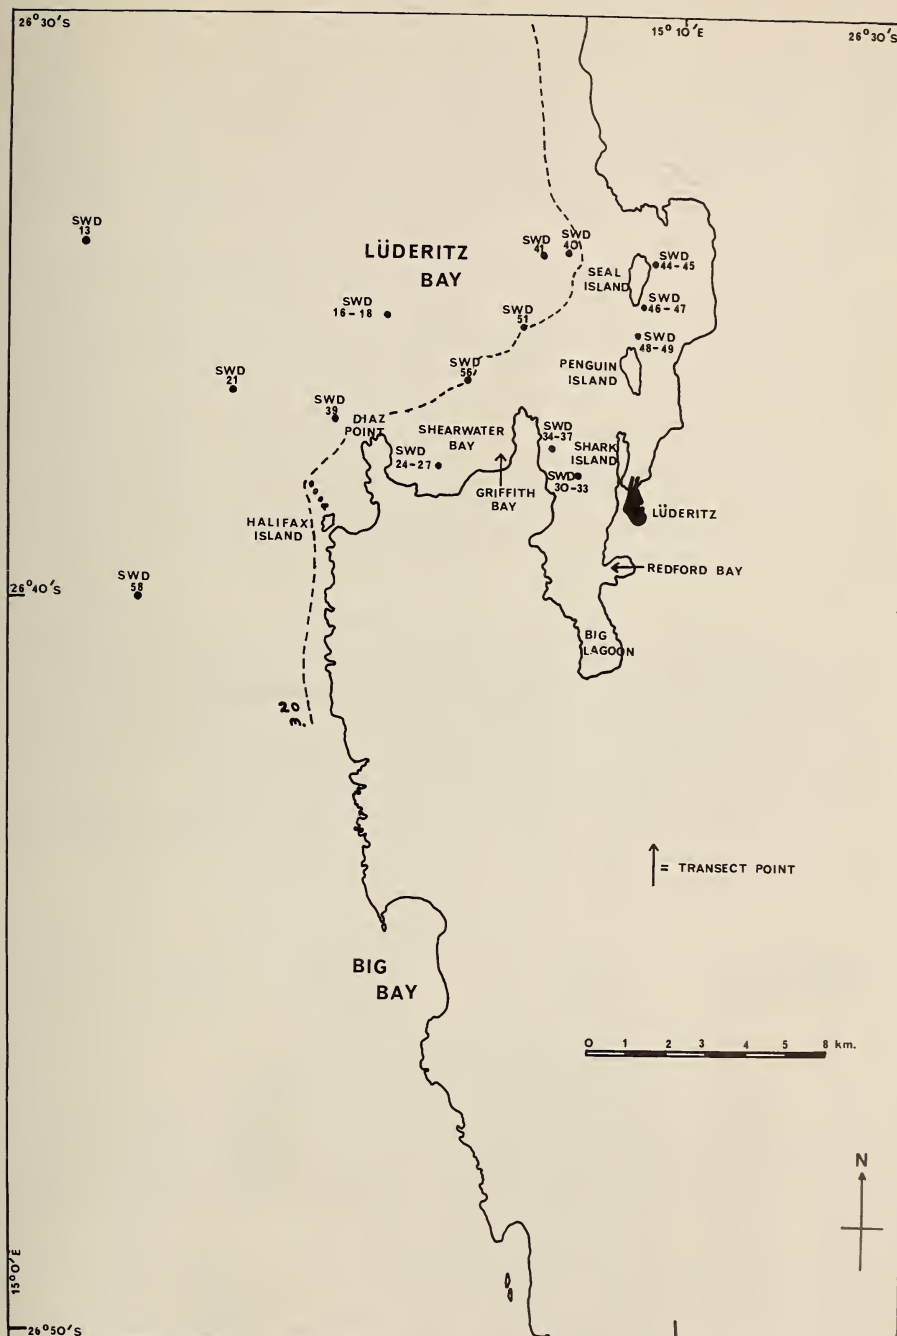 26°30'S
15°10'E
26°30'S
SWD
13
LÜDERITZ
BAY
SWD
41
SWD
40
SWD
44-45
SEAL
ISLAND
SWD
46-47
SWD
16-18
SWD
51
SWD
48-49
PENGUIN
ISLAND
SWD
21
SWD
56
SWD
39
DIAZ
POINT
SHEARWATER
BAY
SWD
24-27
SWD
34-37
SHARK
ISLAND
SWD
30-33
GRIFFITH
BAY
LÜDERITZ
HALIFAX
ISLAND
REDFORD BAY
SWD
58
26°40'S
BIG
LAGOON
20
m.
= TRANSECT POINT
BIG
BAY
0 1 2 3 4 5 8 km.
N
15°0'E
26°50'S